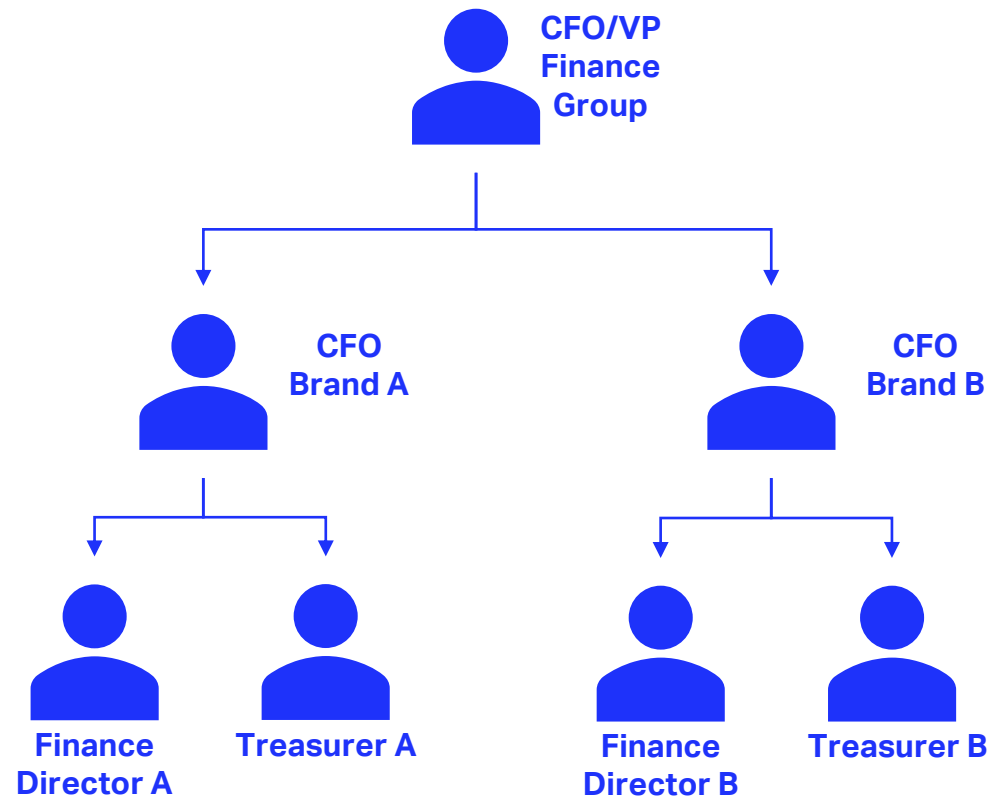 CFO/VP
Finance
Group
CFO
Brand A
CFO
Brand B
Finance
Director A
Treasurer A
Finance
Director B
Treasurer B